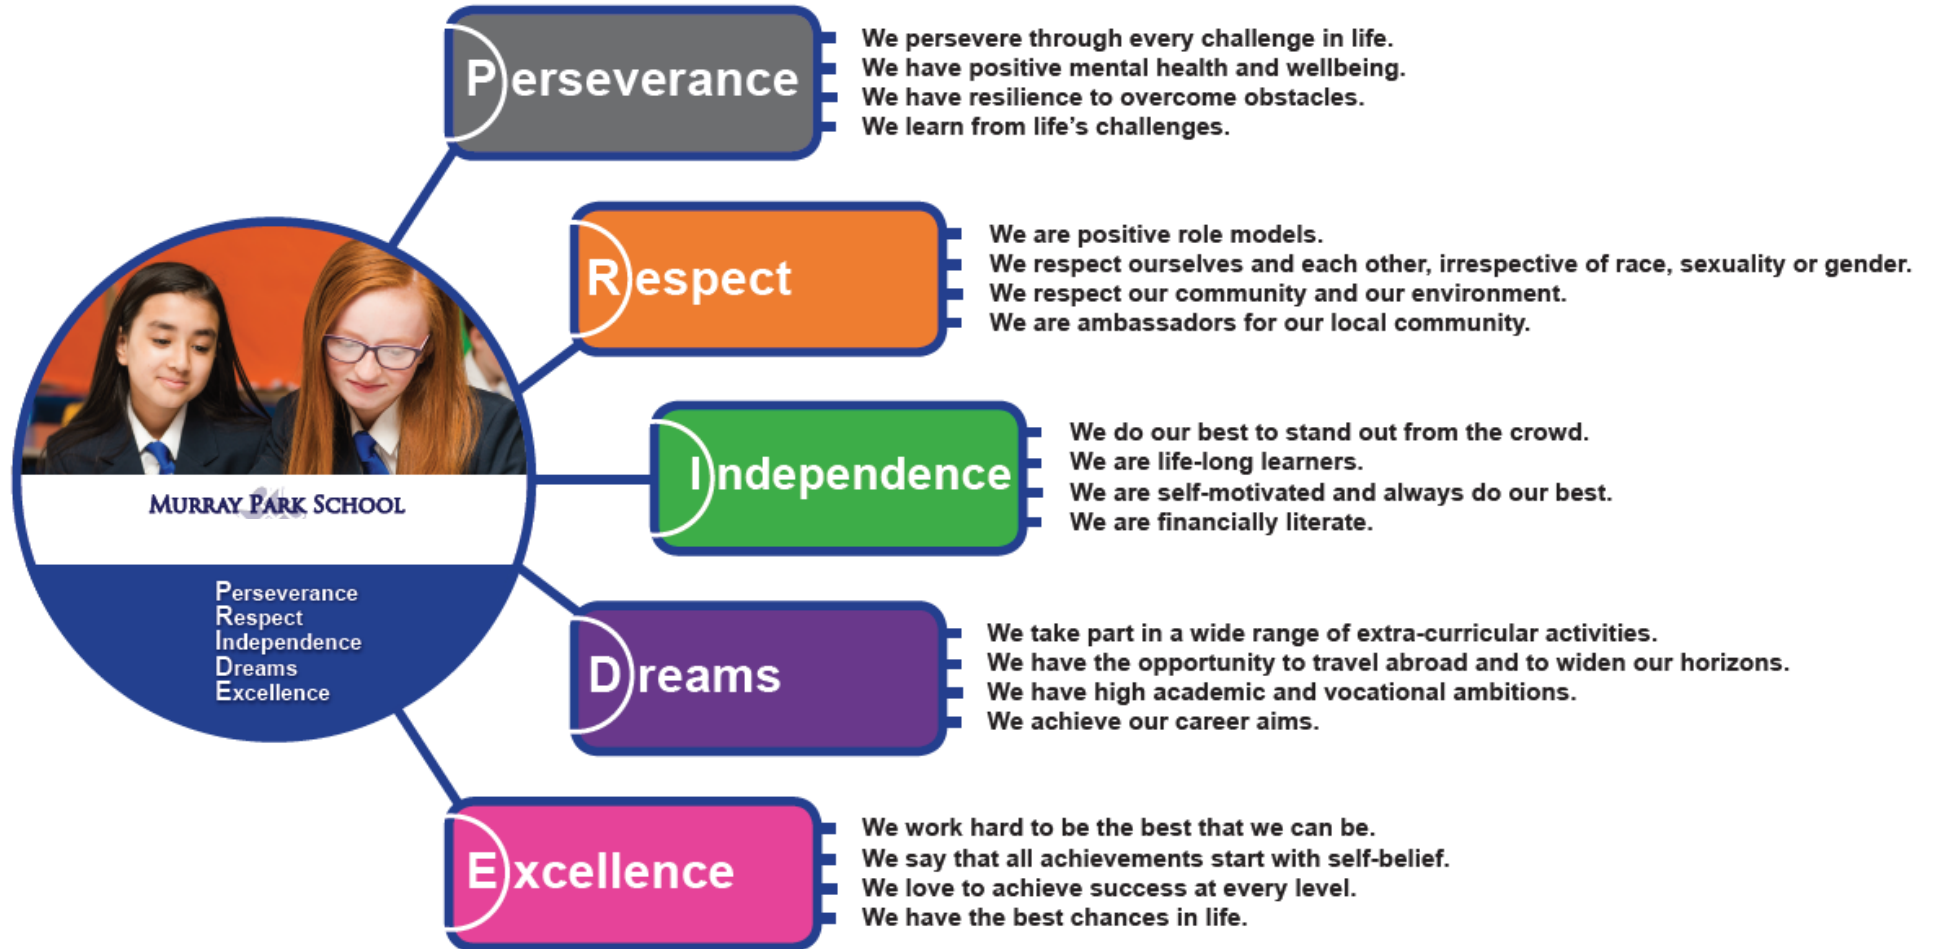 Perseverance
We persevere through every challenge in life.
We have positive mental health and wellbeing.
We have resilience to overcome obstacles.
We learn from life's challenges.
Respect
We are positive role models.
We respect ourselves and each other, irrespective of race, sexuality or gender.
We respect our community and our environment.
We are ambassadors for our local community.
MURRAY PARK SCHOOL
Perseverance
Respect
Independence
Dreams
Excellence
Independence
We do our best to stand out from the crowd.
We are life-long learners.
We are self-motivated and always do our best.
We are financially literate.
Dreams
We take part in a wide range of extra-curricular activities.
We have the opportunity to travel abroad and to widen our horizons.
We have high academic and vocational ambitions.
We achieve our career aims.
Excellence
We work hard to be the best that we can be.
We say that all achievements start with self-belief.
We love to achieve success at every level.
We have the best chances in life.